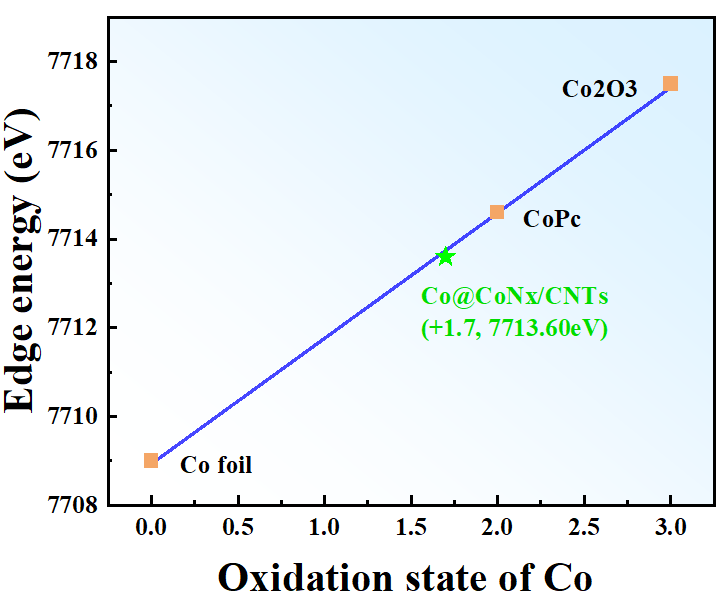 Edge energy (eV)
7718
7716
7714
7712
7710
7708
Co2O3
CoPc
Co@CoNx/CNTs
(+1.7, 7713.60eV)
Co foil
0.0 0.5 1.0 1.5 2.0 2.5 3.0
Oxidation state of Co